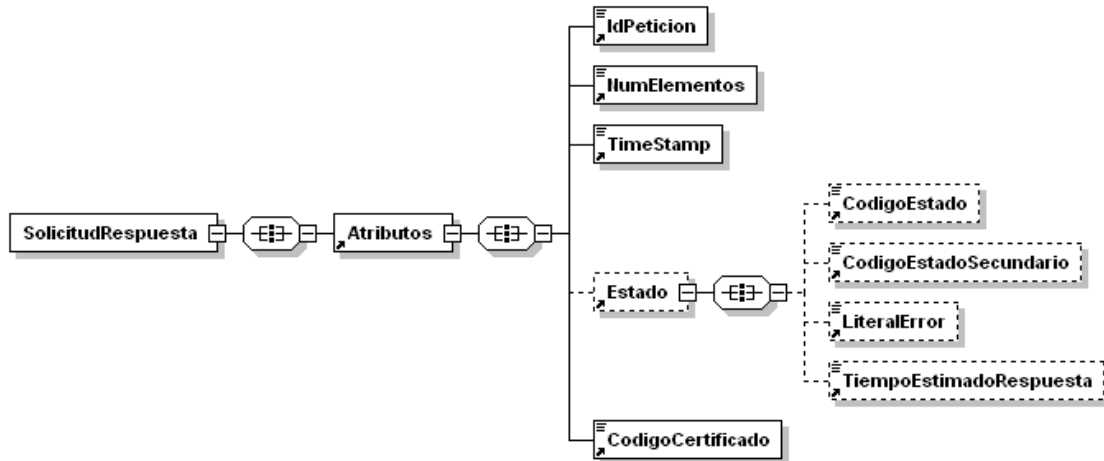 IdPeticion
NumElementos
TimeStamp
SolicitudRespuesta
Atributos
Estado
CodigoEstado
CodigoEstadoSecundario
LiteralError
TiempoEstimadoRespuesta
CodigoCertificado